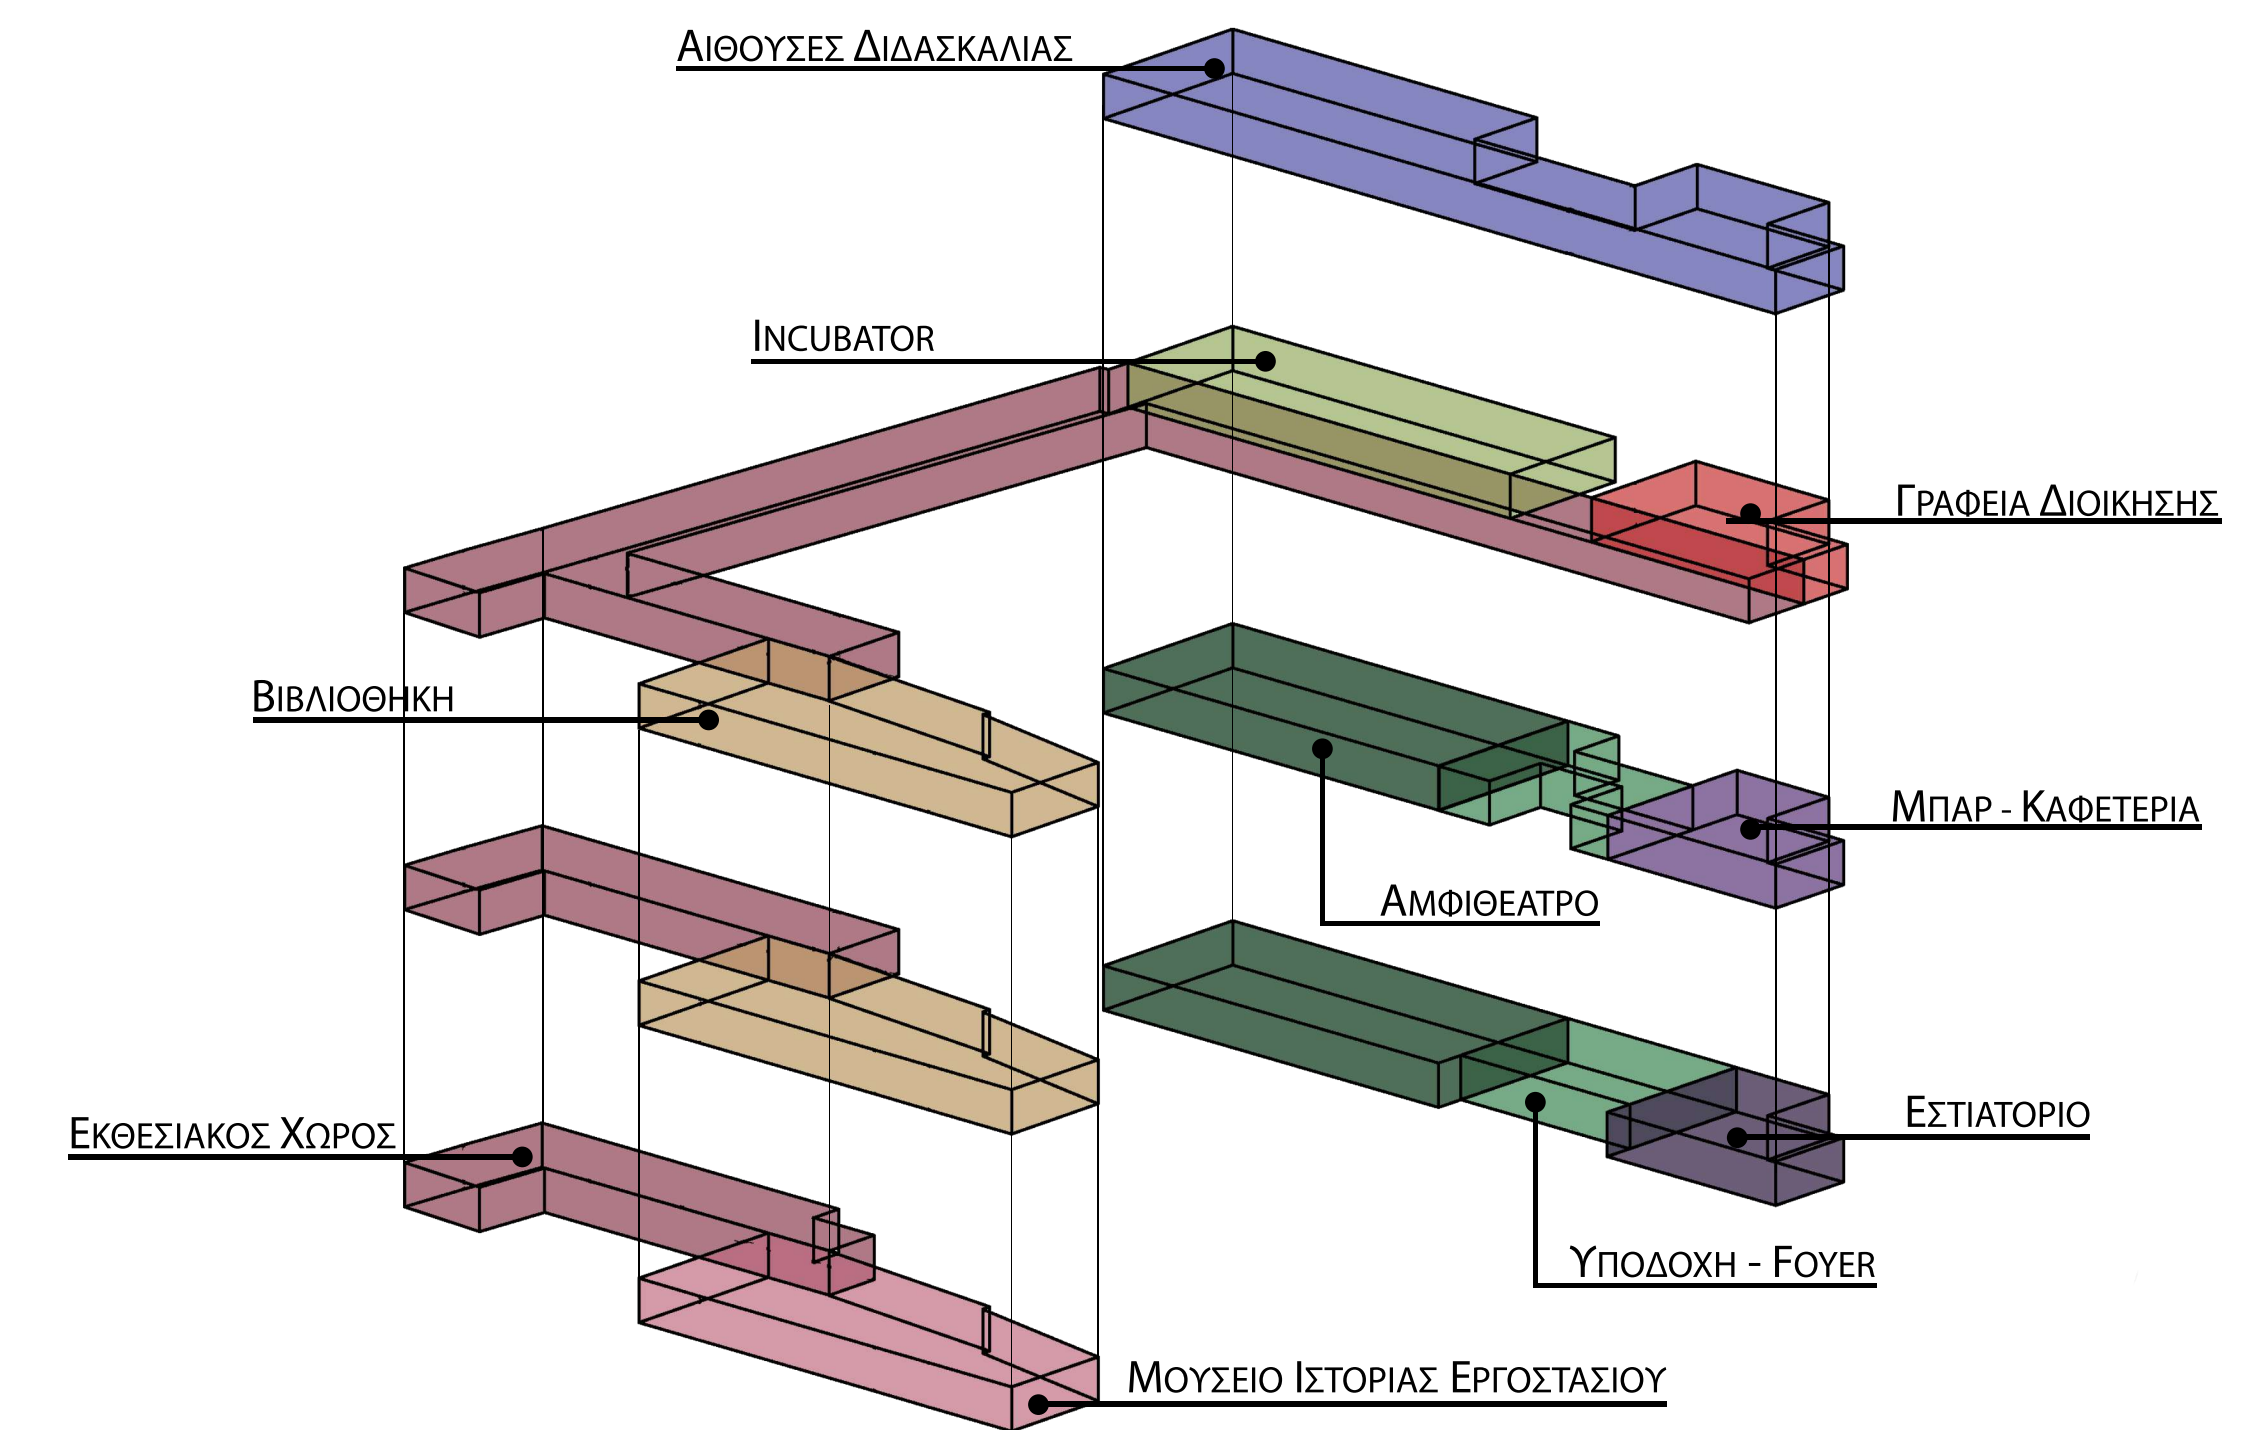 ΑΙΘΟΥΣΕΣ ΔΙΔΑΣΚΑΛΙΑΣ
INCUBATOR
ΓΡΑΦΕΙΑ ΔΙΟΙΚΗΣΗΣ
ΒΙΒΛΙΟΘΗΚΗ
ΜΠΑΡ - ΚΑΦΕΤΕΡΙΑ
ΑΜΦΙΘΕΑΤΡΟ
ΕΚΘΕΣΙΑΚΟΣ ΧΩΡΟΣ
ΕΣΤΙΑΤΟΡΙΟ
ΥΠΟΔΟΧΗ - FOYER
ΜΟΥΣΕΙΟ ΙΣΤΟΡΙΑΣ ΕΡΓΟΣΤΑΣΙΟΥ